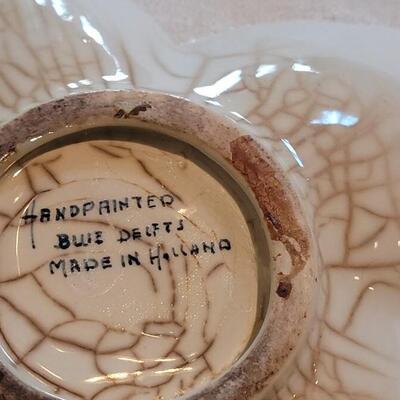 HANDPAINTED
BLUE DELFTS
MADE IN HOLLAND